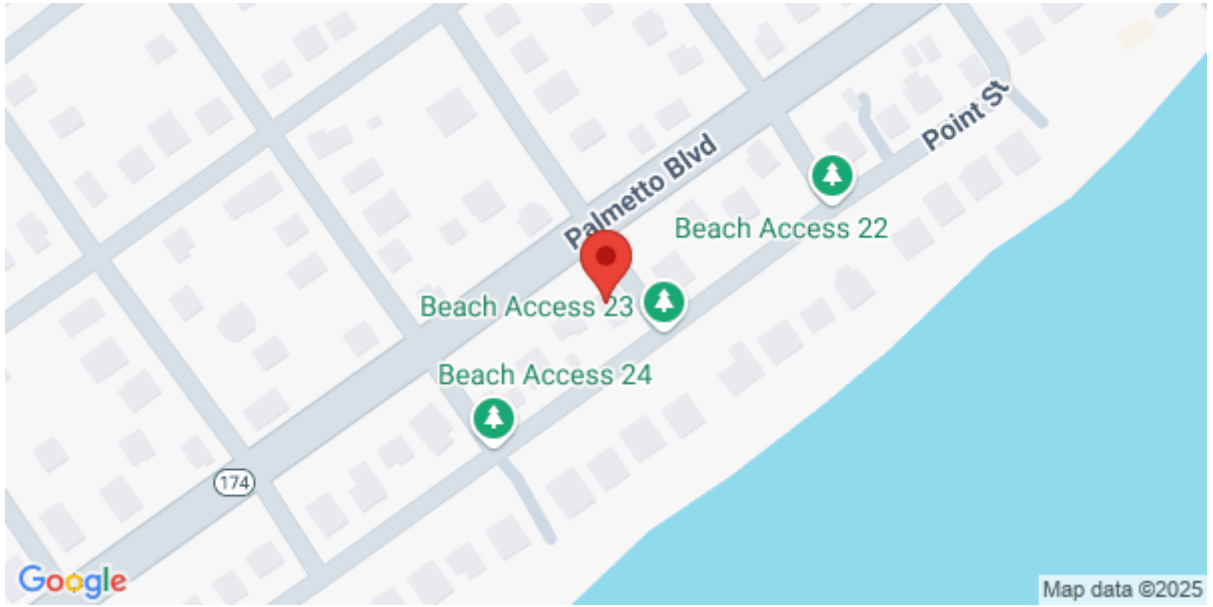 Point St
Palmetto Blvd
Beach Access 22
Beach Access 23
Beach Access 24
174
Google
Map data ©2025